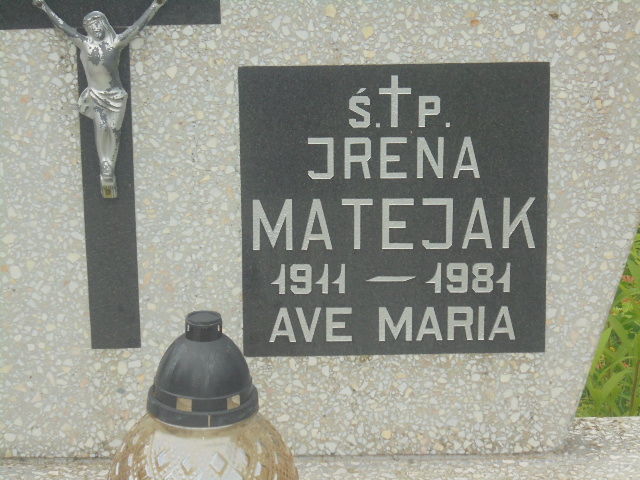 Ś.†P.
JRENA
MATEJAK
1911 — 1981
AVE MARIA